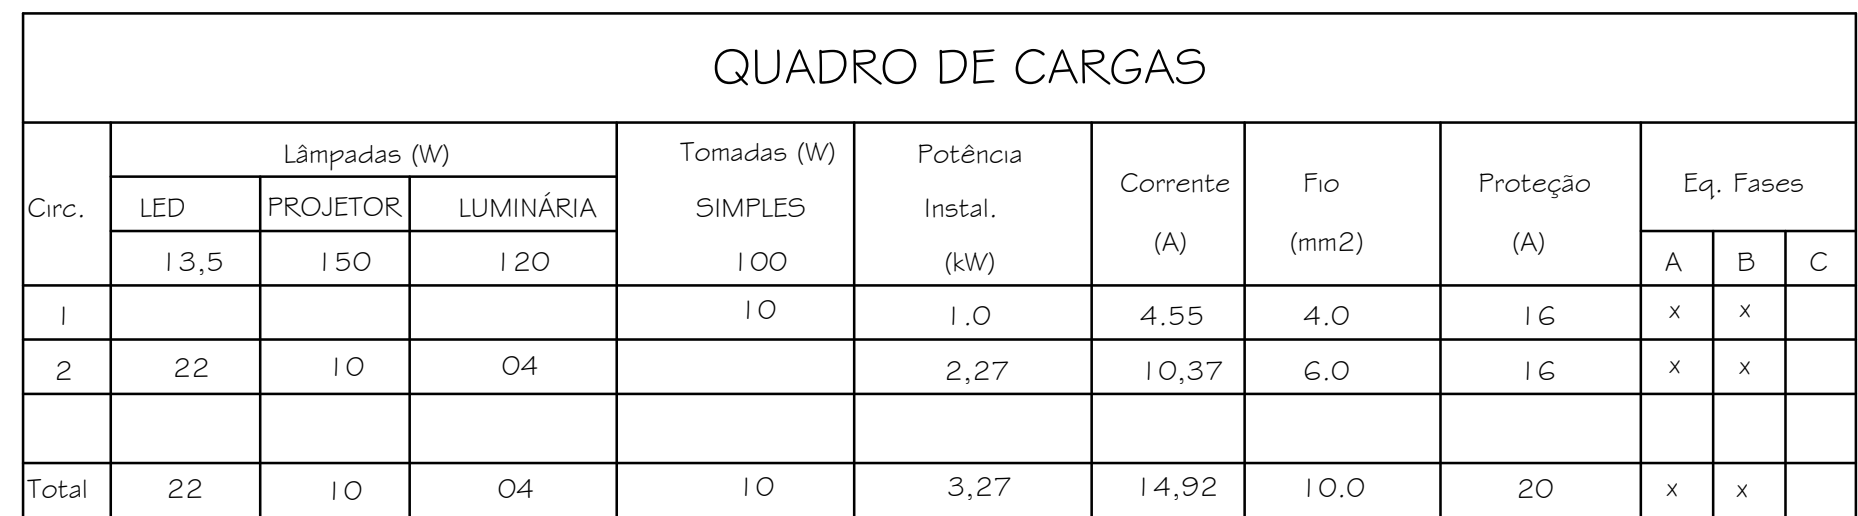 QUADRO DE CARGAS
Circ. Lâmpadas (W) Tomadas (W) Potência Corrente Fio Proteção Eq. Fases
LED PROJETOR LUMINÁRIA SIMPLES Instal. (A) (mm2) (A)
13,5 150 120 100 (kW) A B C
1 10 1.0 4.55 4.0 16 x x
2 22 10 04 2,27 10,37 6.0 16 x x
Total 22 10 04 10 3,27 14,92 10.0 20 x x